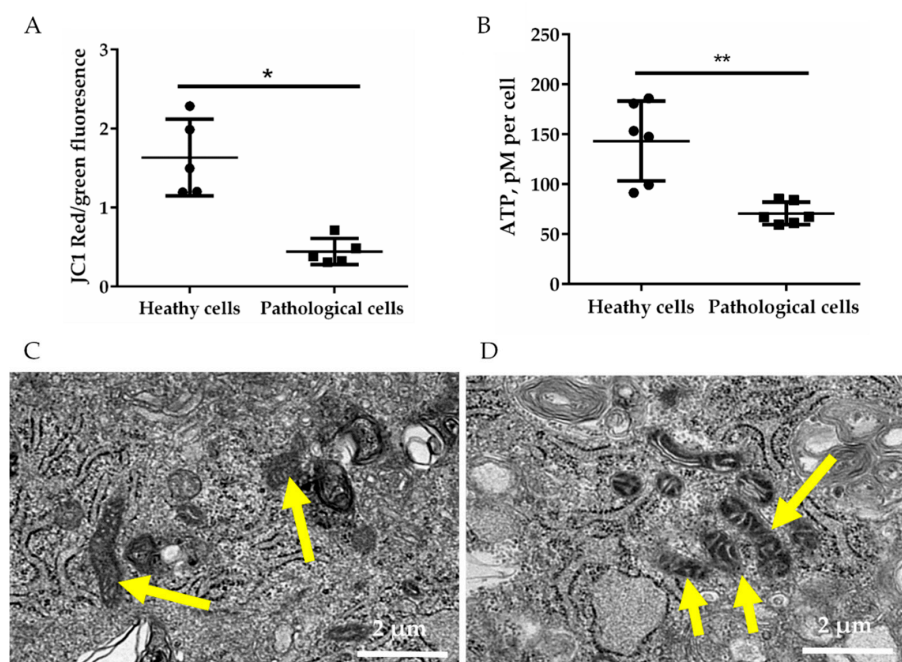 A
JC1 Red/green fluoresence
3
2
1
0
*
Heathy cells
Pathological cells
B
ATP, pM per cell
250
200
150
100
50
0
**
Heathy cells
Pathological cells
C
2 μm
D
2 μm